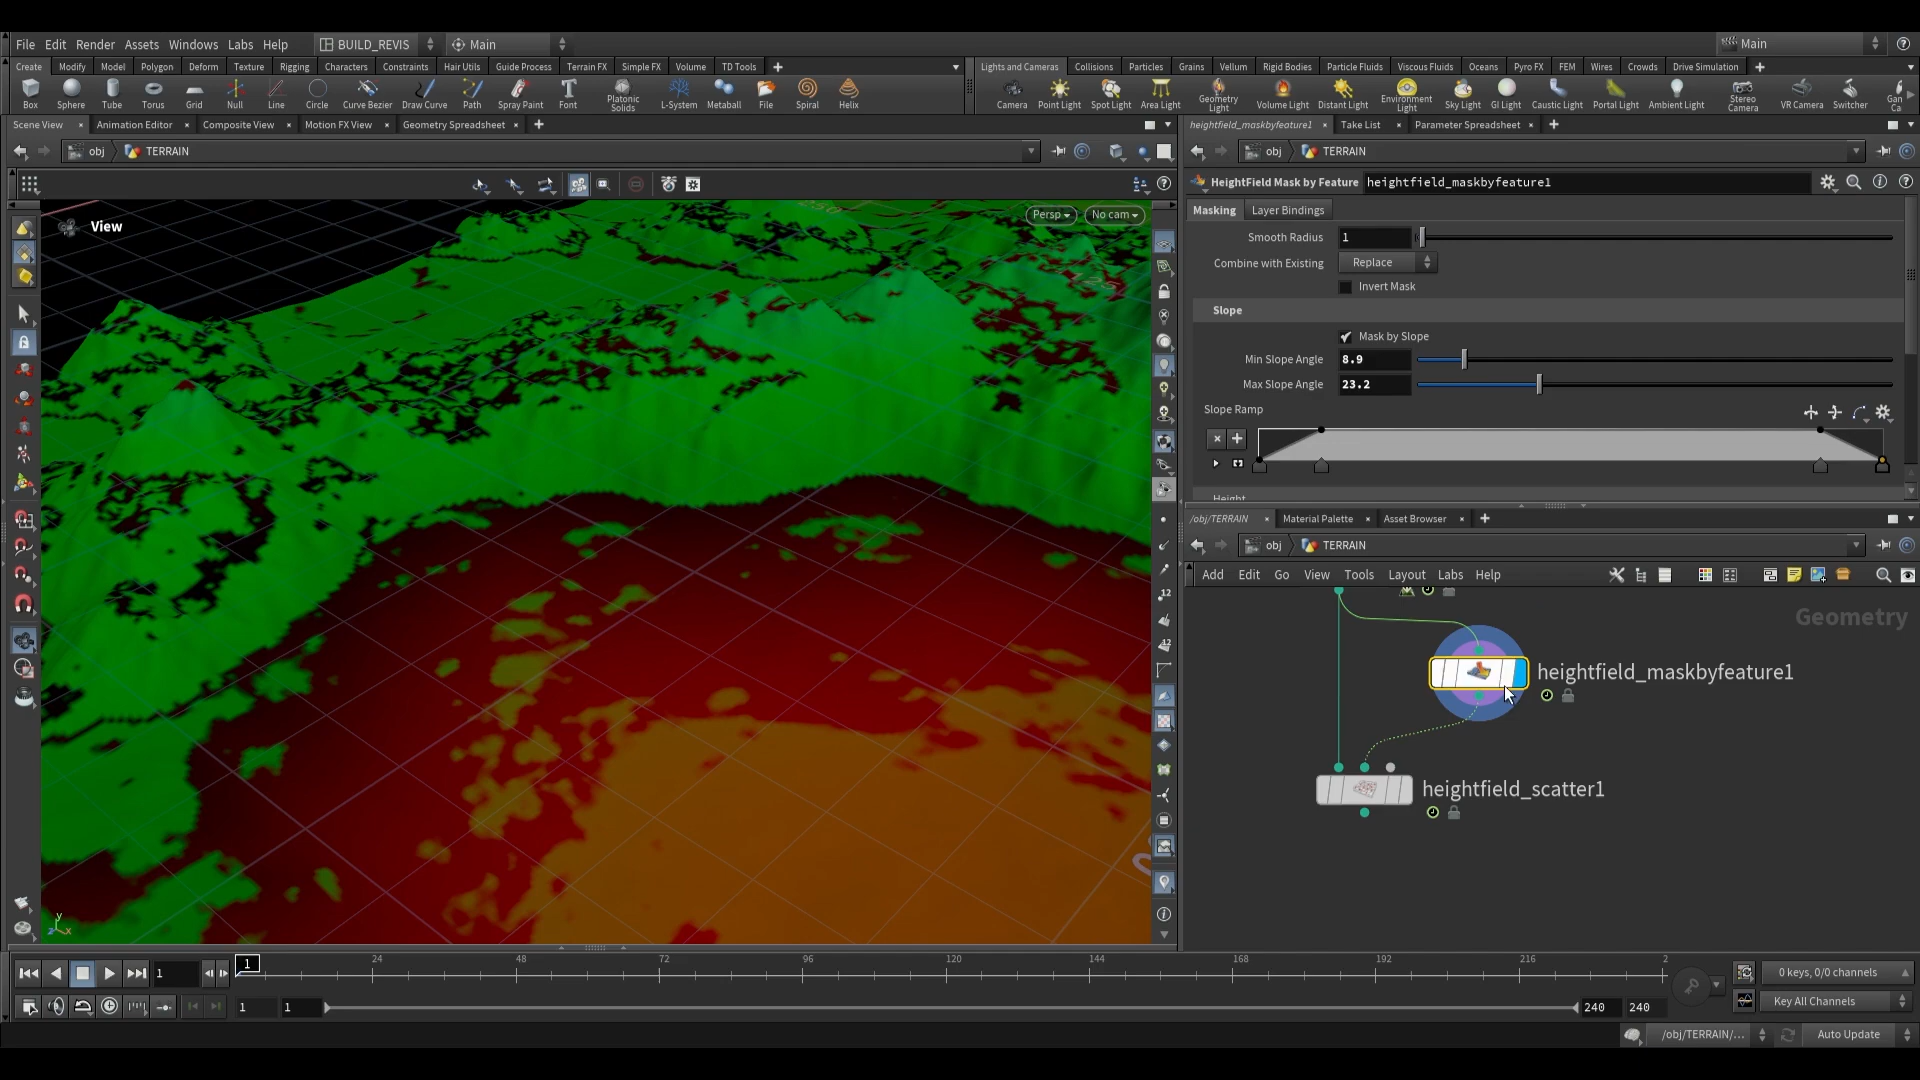 File Edit Render Assets Windows Labs Help BUILD_REVIS Main Main
Create Modify Model Polygon Deform Texture Rigging Characters Constraints Hair Utils Guide Process Terrain FX Simple FX Volume TD Tools
Lights and Cameras Collisions Particles Grains Vellum Rigid Bodies Particle Fluids Viscous Fluids Oceans Pyro FX FEM Wires Crowds Drive Simulation
Box Sphere Tube Torus Grid Null Line Circle Curve Bezier Draw Curve Path Spray Paint Font Platonic Solids L-System Metaball File Spiral Helix
Camera Point Light Spot Light Area Light Geometry Light Volume Light Distant Light Environment Light Sky Light GI Light Caustic Light Portal Light Ambient Light Stereo Camera VR Camera Switcher Gan Ca
Scene View Animation Editor Composite View Motion FX View Geometry Spreadsheet
heightfield_maskbyfeature1 Take List Parameter Spreadsheet
obj TERRAIN
obj TERRAIN
HeightField Mask by Feature heightfield_maskbyfeature1
View Persp No cam
Masking Layer Bindings
Smooth Radius 1
Combine with Existing Replace
Invert Mask
Slope
Mask by Slope
Min Slope Angle 8.9
Max Slope Angle 23.2
Slope Ramp
Height
/obj/TERRAIN Material Palette Asset Browser
obj TERRAIN
Add Edit Go View Tools Layout Labs Help
Geometry
heightfield_maskbyfeature1
heightfield_scatter1
y
z x
1 1 24 48 72 96 120 144 168 192 216 2
0 keys, 0/0 channels
1 1 240 240
Key All Channels
/obj/TERRAIN/... Auto Update